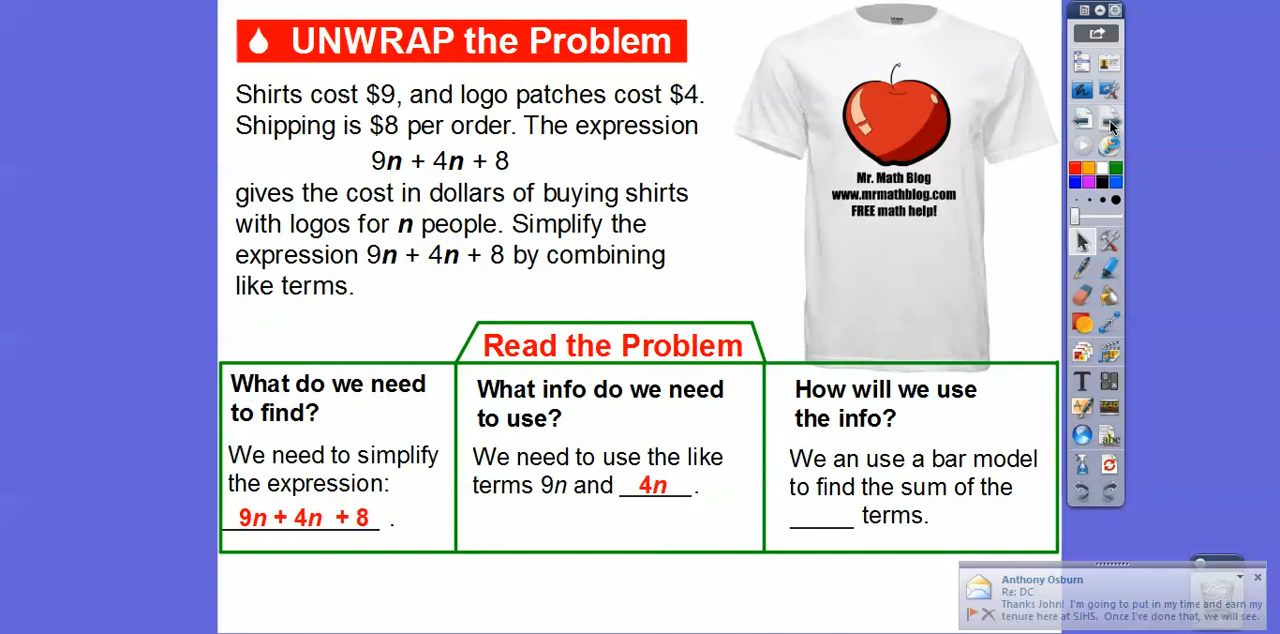 UNWRAP the Problem
Shirts cost $9, and logo patches cost $4.
Shipping is $8 per order. The expression
9n + 4n + 8
gives the cost in dollars of buying shirts
with logos for n people. Simplify the
expression 9n + 4n + 8 by combining
like terms.
Mr. Math Blog
www.mrmathblog.com
FREE math help!
Read the Problem
What do we need
to find?
We need to simplify
the expression:
9n + 4n + 8 .
What info do we need
to use?
We need to use the like
terms 9n and 4n.
How will we use
the info?
We an use a bar model
to find the sum of the
______ terms.
Anthony Osburn
Re: DC
Thanks John! I'm going to put in my time and earn my
tenure here at SJHS. Once I've done that, we will see.